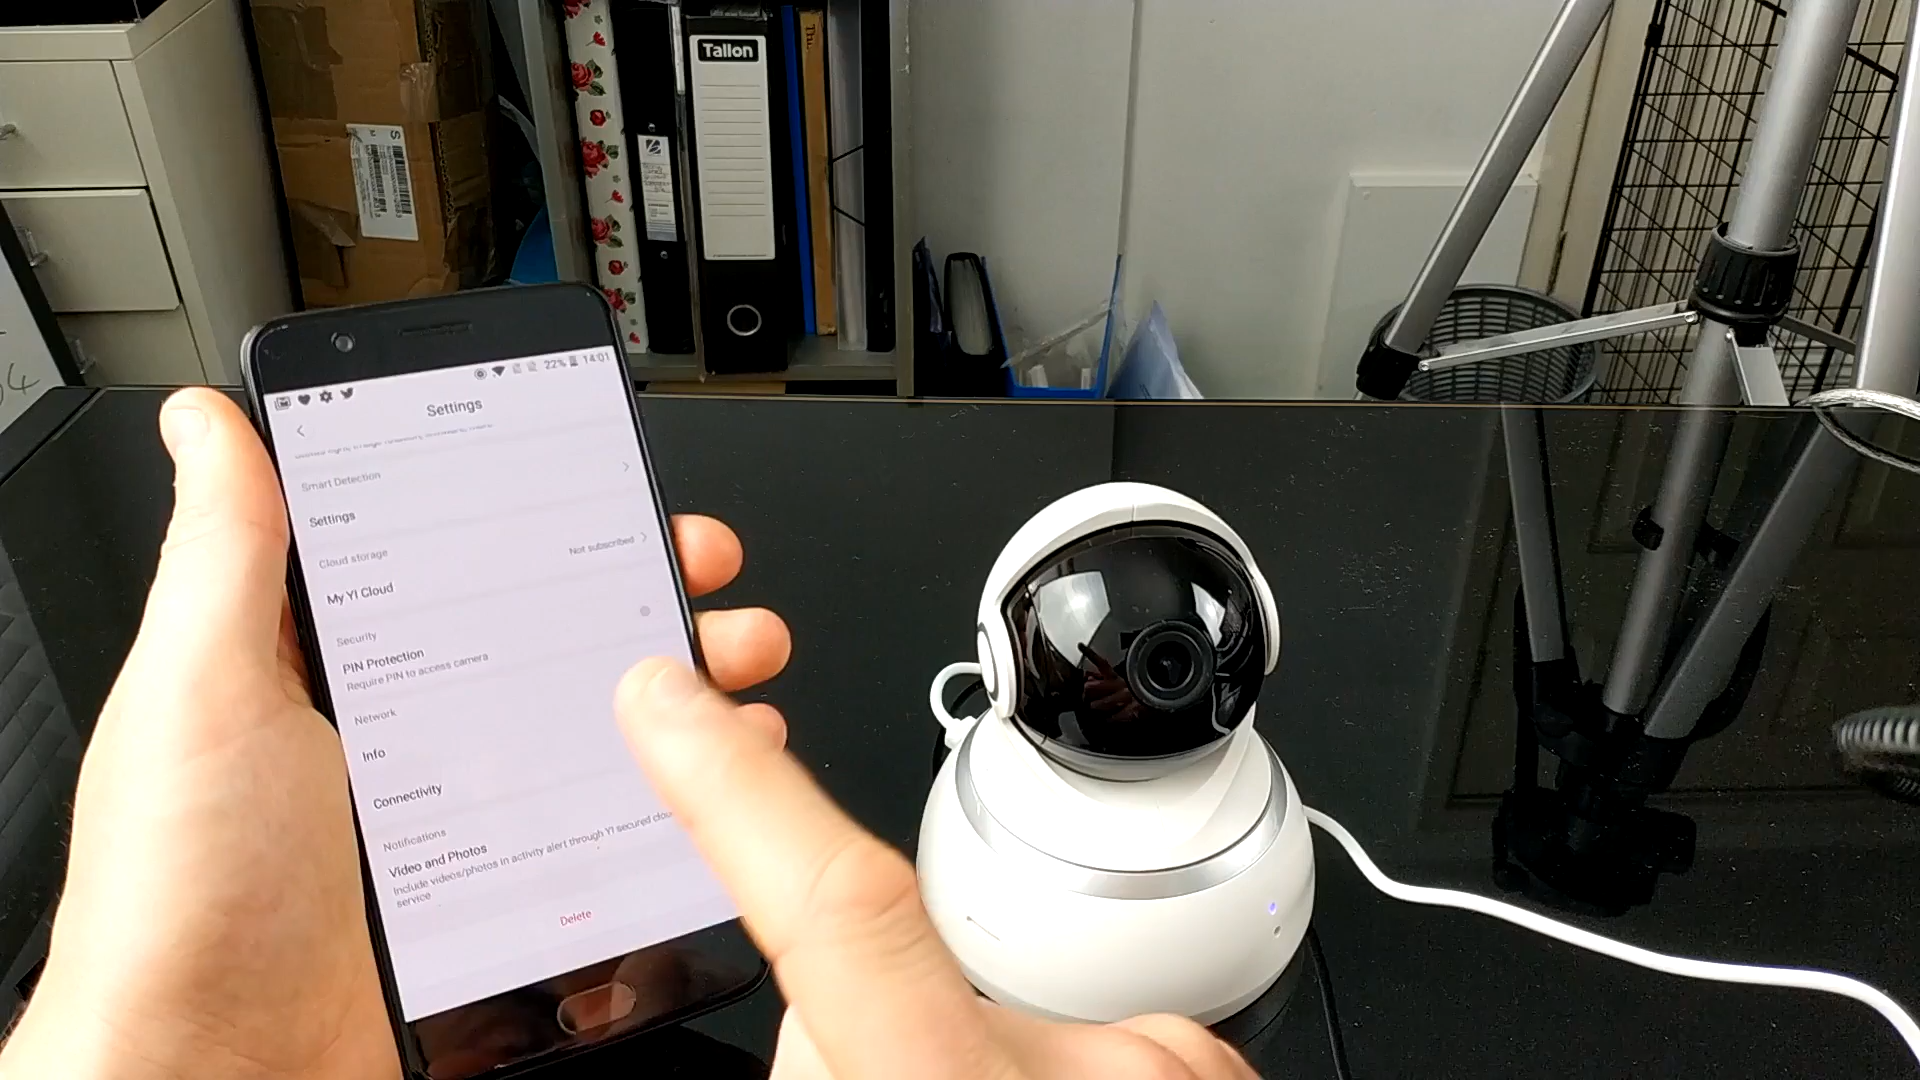 Tallon
Th
S
22% 14:01
Settings
Smart Detection
Settings
Cloud storage
Not subscribed
My YI Cloud
Security
PIN Protection
Require PIN to access camera
Network
Info
Connectivity
Notifications
Video and Photos
Include videos/photos in activity alert through YI secured clou
service
Delete